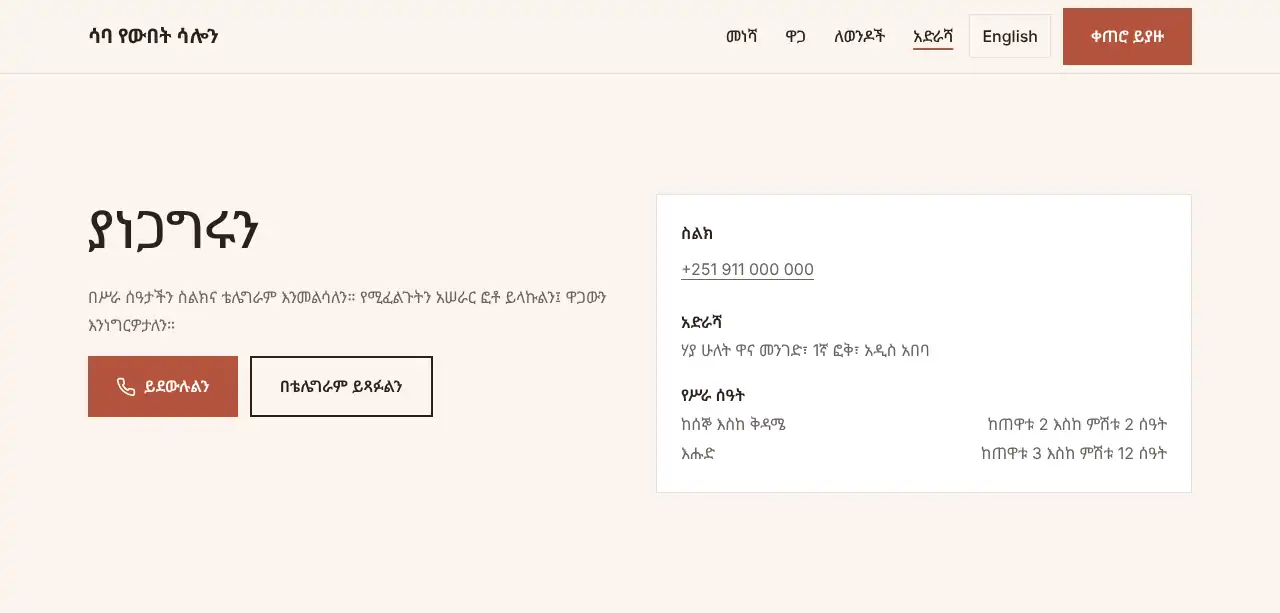 ሳባ የውበት ሳሎን
መነሻ
ዋጋ
ለወንዶች
አድራሻ
English
ቀጠሮ ይያዙ
ያነጋግሩን
በሥራ ሰዓታችን ስልክና ቴሌግራም እንመልሳለን። የሚፈልጉትን አሠራር ፎቶ ይላኩልን፤ ዋጋውን
እንነግርዎታለን።
ይደውሉልን
በቴሌግራም ይጻፉልን
ስልክ
+251 911 000 000
አድራሻ
ሃያ ሁለት ዋና መንገድ፣ 1ኛ ፎቅ፣ አዲስ አበባ
የሥራ ሰዓት
ከሰኞ እስከ ቅዳሜ ከጠዋቱ 2 እስከ ምሽቱ 2 ሰዓት
እሑድ ከጠዋቱ 3 እስከ ምሽቱ 12 ሰዓት